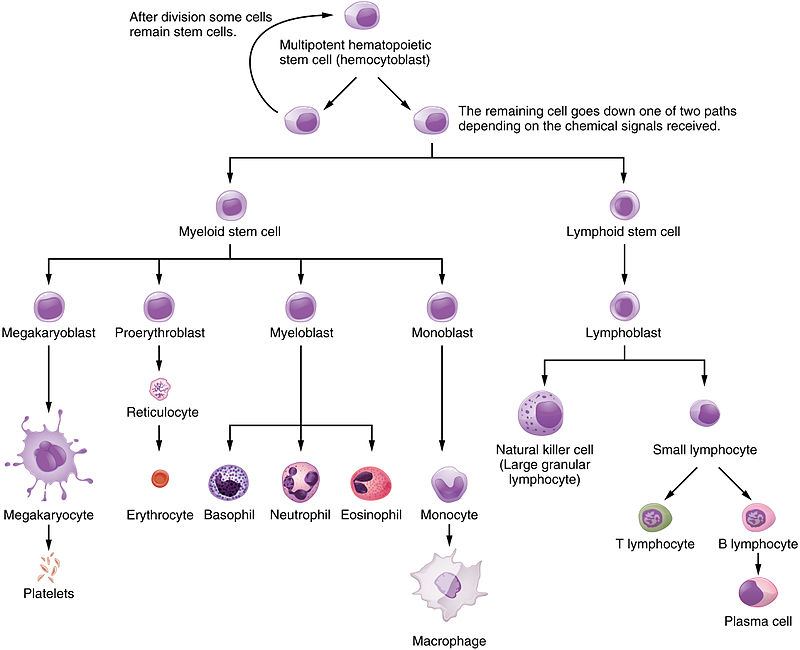 After division some cells
remain stem cells.
Multipotent hematopoietic
stem cell (hemocytoblast)
The remaining cell goes down one of two paths
depending on the chemical signals received.
Myeloid stem cell
Lymphoid stem cell
Megakaryoblast
Proerythroblast
Myeloblast
Monoblast
Lymphoblast
Reticulocyte
Natural killer cell
(Large granular
lymphocyte)
Small lymphocyte
Megakaryocyte
Erythrocyte
Basophil
Neutrophil
Eosinophil
Monocyte
T lymphocyte
B lymphocyte
Platelets
Macrophage
Plasma cell